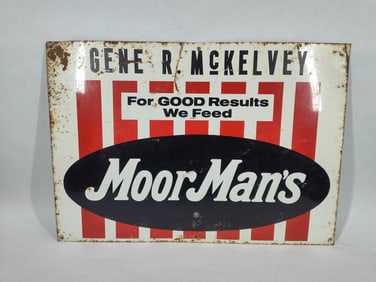 GENE R McKELVEY
For GOOD Results
We Feed
MoorMan's
®